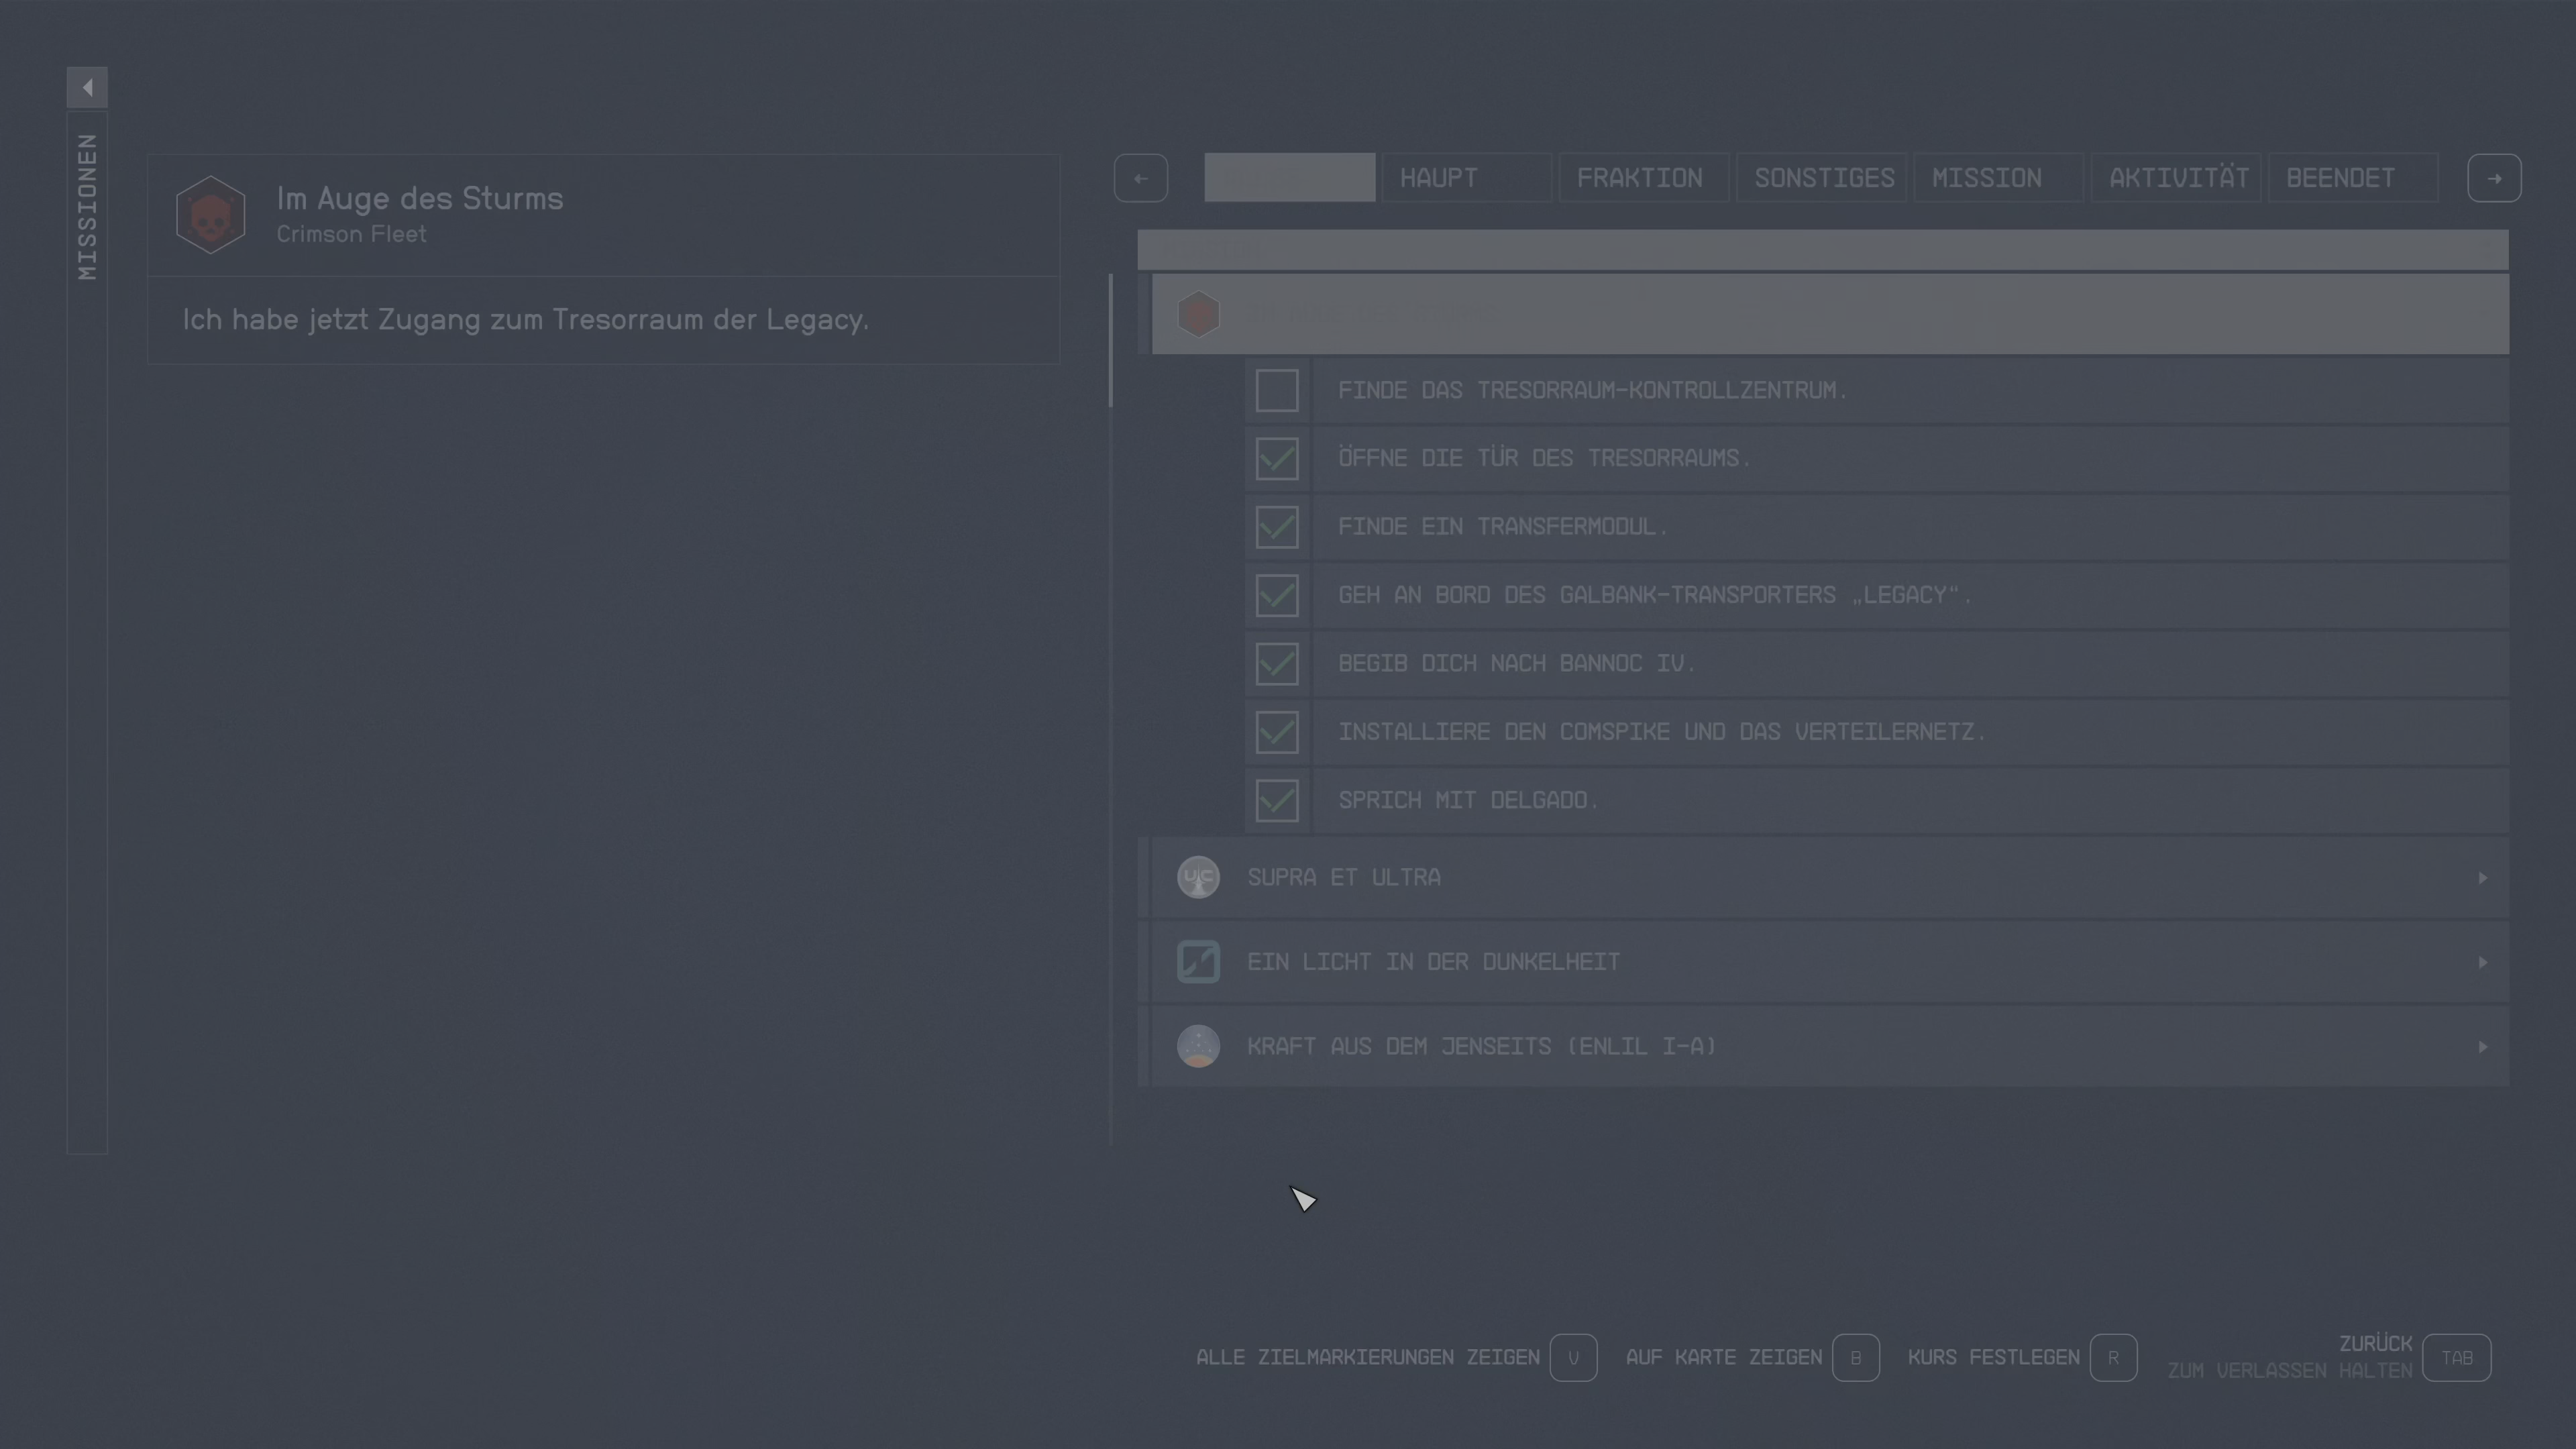 MISSIONEN
Im Auge des Sturms
Crimson Fleet
Ich habe jetzt Zugang zum Tresorraum der Legacy.
HAUPT
FRAKTION
SONSTIGES
MISSION
AKTIVITÄT
BEENDET
FINDE DAS TRESORRAUM-KONTROLLZENTRUM.
ÖFFNE DIE TÜR DES TRESORRAUMS.
FINDE EIN TRANSFERMODUL.
GEH AN BORD DES GALBANK-TRANSPORTERS „LEGACY“.
BEGIB DICH NACH BANNOC IV.
INSTALLIERE DEN COMSPIKE UND DAS VERTEILERNETZ.
SPRICH MIT DELGADO.
UC
SUPRA ET ULTRA
EIN LICHT IN DER DUNKELHEIT
KRAFT AUS DEM JENSEITS (ENLIL I-A)
ALLE ZIELMARKIERUNGEN ZEIGEN V
AUF KARTE ZEIGEN B
KURS FESTLEGEN R
ZURÜCK TAB
ZUM VERLASSEN HALTEN